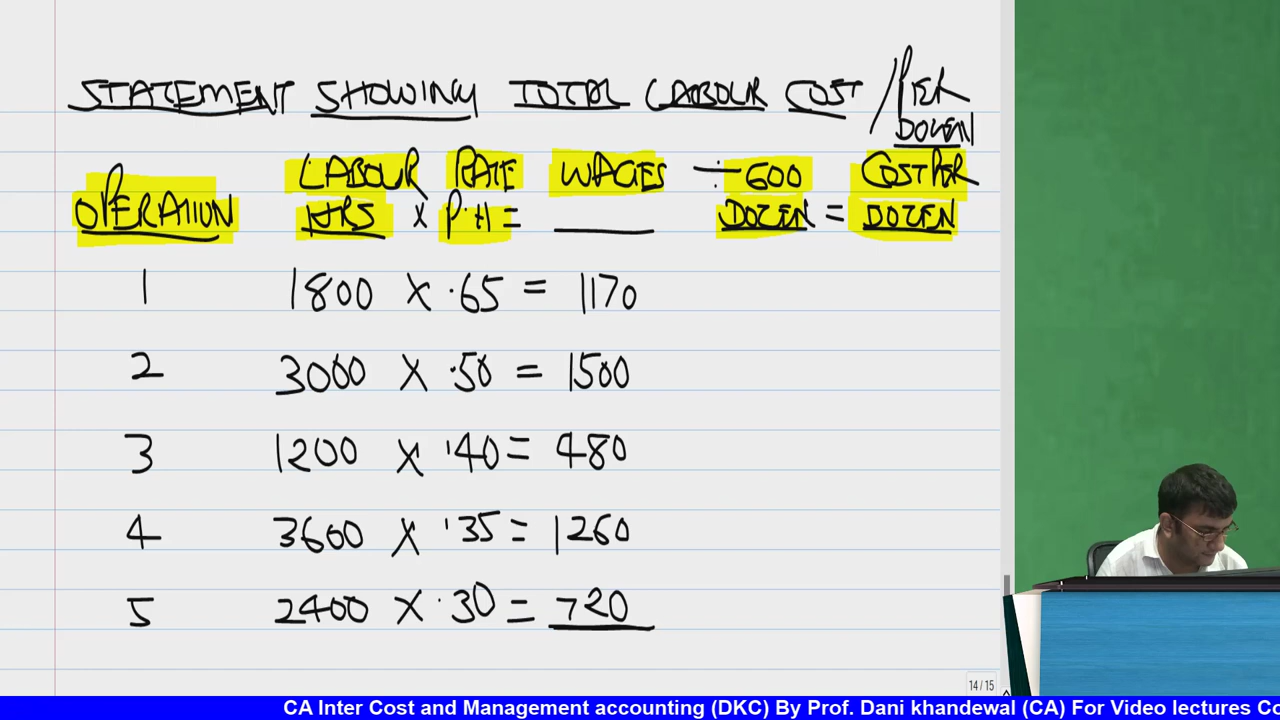 STATEMENT SHOWING TOTAL LABOUR COST / PER DOZEN
OPERATION LABOUR HRS × RATE P.H = WAGES ÷ 600 DOZEN = COST PER DOZEN
1 1800 × .65 = 1170
2 3000 × .50 = 1500
3 1200 × .40 = 480
4 3600 × .35 = 1260
5 2400 × .30 = 720
14/15
CA Inter Cost and Management accounting (DKC) By Prof. Dani khandewal (CA) For Video lectures Co